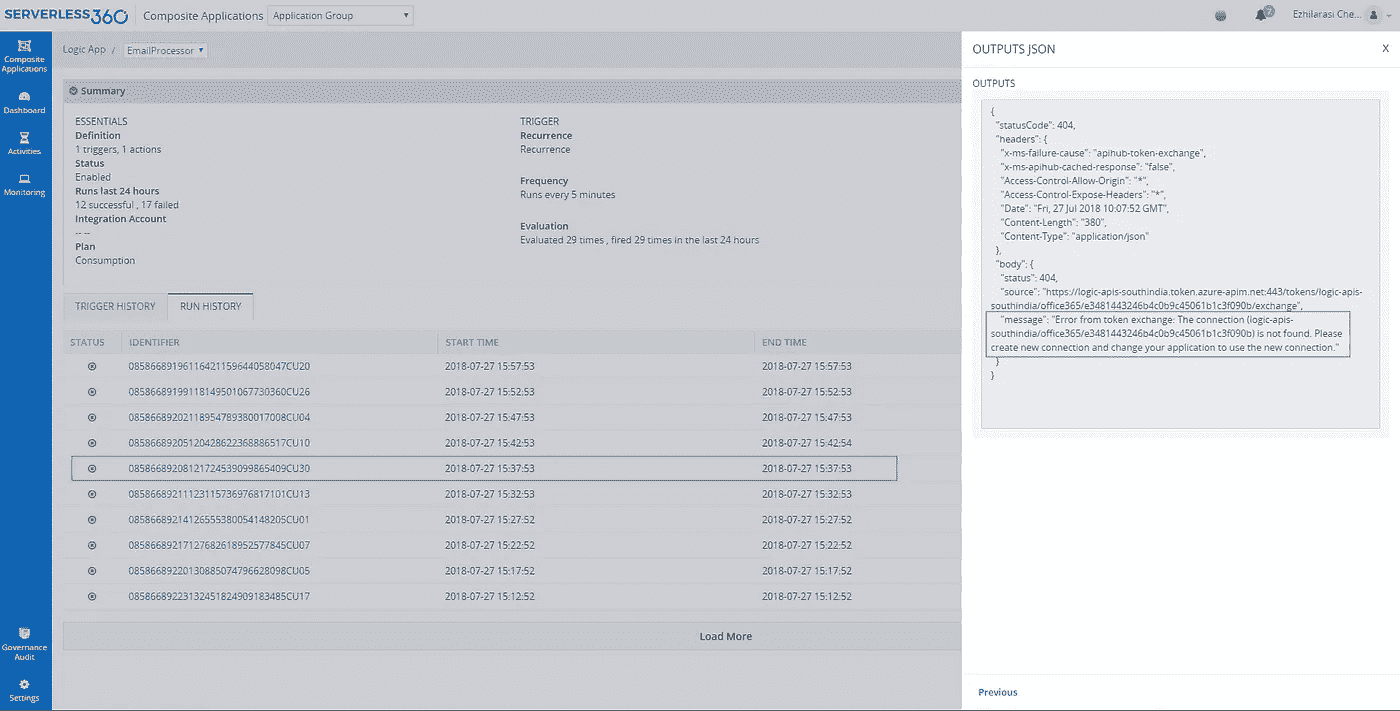 SERVERLESS360 Composite Applications Application Group
2 Ezhilarasi Che...
Composite
Applications
Dashboard
Activities
Monitoring
Governance
Audit
Settings
Logic App / EmailProcessor
Summary
ESSENTIALS
Definition
1 triggers, 1 actions
Status
Enabled
Runs last 24 hours
12 successful , 17 failed
Integration Account
-- --
Plan
Consumption
TRIGGER
Recurrence
Recurrence
Frequency
Runs every 5 minutes
Evaluation
Evaluated 29 times , fired 29 times in the last 24 hours
TRIGGER HISTORY RUN HISTORY
STATUS IDENTIFIER START TIME END TIME
08586689196116421159644058047CU20 2018-07-27 15:57:53 2018-07-27 15:57:53
08586689199118149501067730360CU26 2018-07-27 15:52:53 2018-07-27 15:52:53
08586689202118954789380017008CU04 2018-07-27 15:47:53 2018-07-27 15:47:53
08586689205120428622368886517CU10 2018-07-27 15:42:53 2018-07-27 15:42:54
08586689208121724539099865409CU30 2018-07-27 15:37:53 2018-07-27 15:37:53
08586689211123115736976817101CU13 2018-07-27 15:32:53 2018-07-27 15:32:53
08586689214126555380054148205CU01 2018-07-27 15:27:52 2018-07-27 15:27:52
08586689217127682618952577845CU07 2018-07-27 15:22:52 2018-07-27 15:22:52
08586689220130885074796628098CU05 2018-07-27 15:17:52 2018-07-27 15:17:52
08586689223132451824909183485CU17 2018-07-27 15:12:52 2018-07-27 15:12:52
Load More
OUTPUTS JSON X
OUTPUTS
{
"statusCode": 404,
"headers": {
"x-ms-failure-cause": "apihub-token-exchange",
"x-ms-apihub-cached-response": "false",
"Access-Control-Allow-Origin": "*",
"Access-Control-Expose-Headers": "*",
"Date": "Fri, 27 Jul 2018 10:07:52 GMT",
"Content-Length": "380",
"Content-Type": "application/json"
},
"body": {
"status": 404,
"source": "https://logic-apis-southindia.token.azure-apim.net:443/tokens/logic-apis-
southindia/office365/e3481443246b4c0b9c45061b1c3f090b/exchange",
"message": "Error from token exchange: The connection (logic-apis-
southindia/office365/e3481443246b4c0b9c45061b1c3f090b) is not found. Please
create new connection and change your application to use the new connection."
}
}
Previous